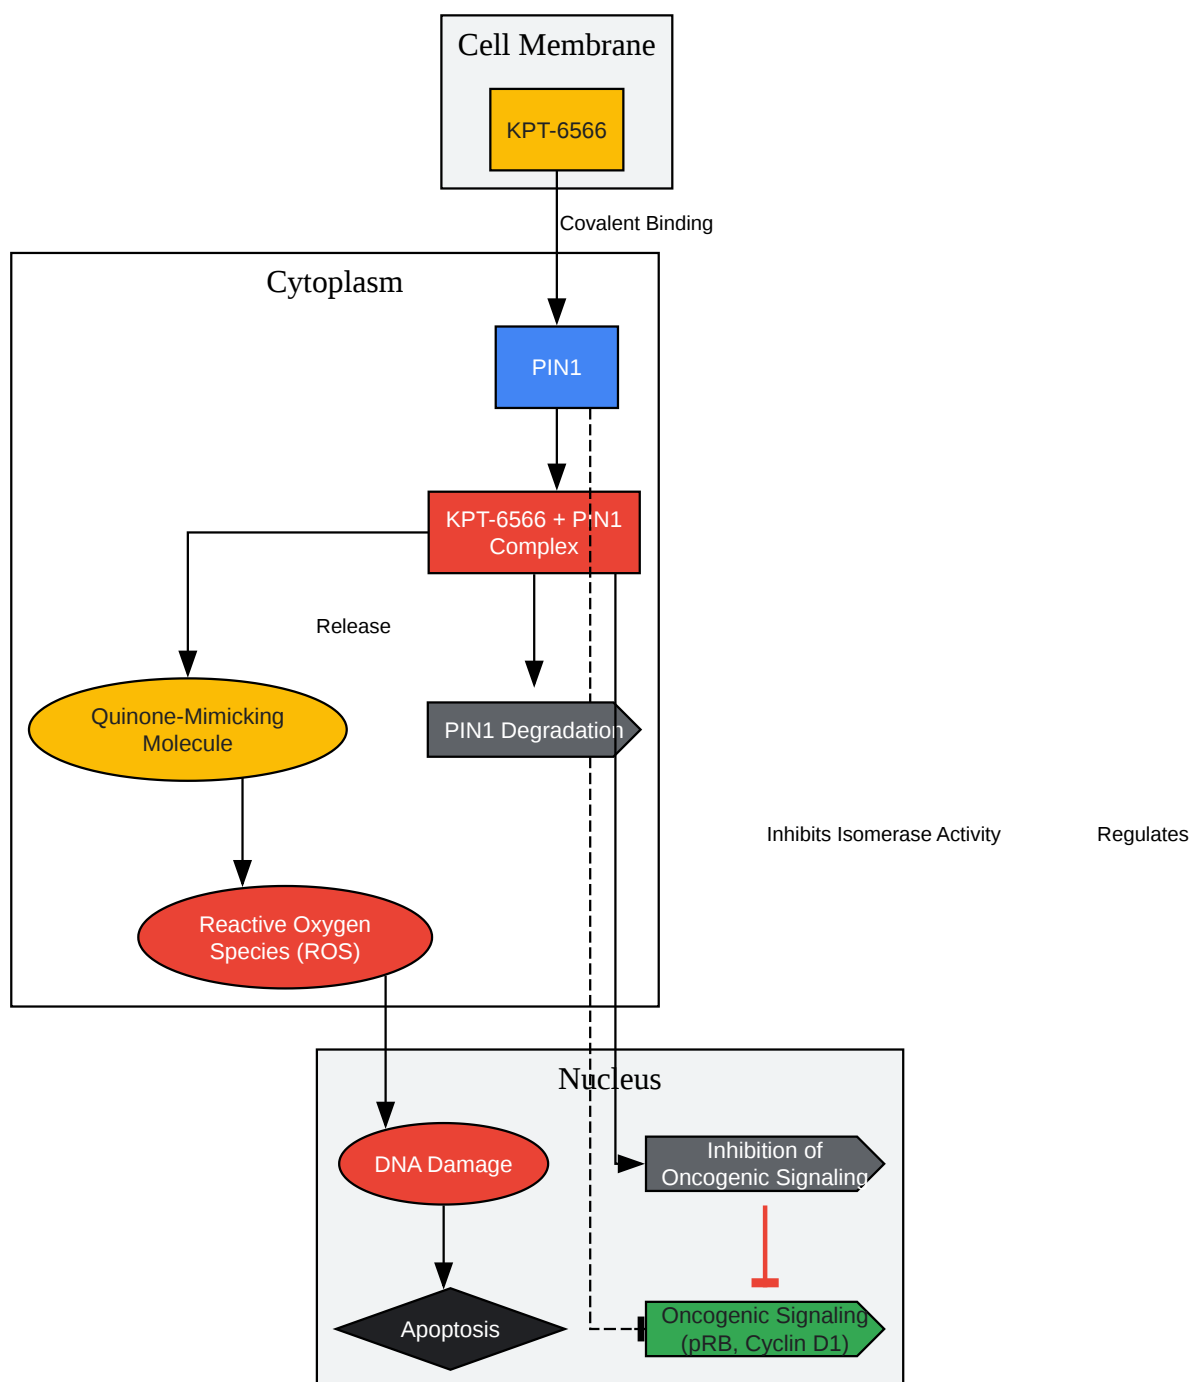 Cell Membrane
KPT-6566
Covalent Binding
Cytoplasm
PIN1
KPT-6566 + PIN1
Complex
Release
Quinone-Mimicking
Molecule
PIN1 Degradation
Inhibits Isomerase Activity
Regulates
Reactive Oxygen
Species (ROS)
Nucleus
DNA Damage
Inhibition of
Oncogenic Signaling
Apoptosis
Oncogenic Signaling
(pRB, Cyclin D1)